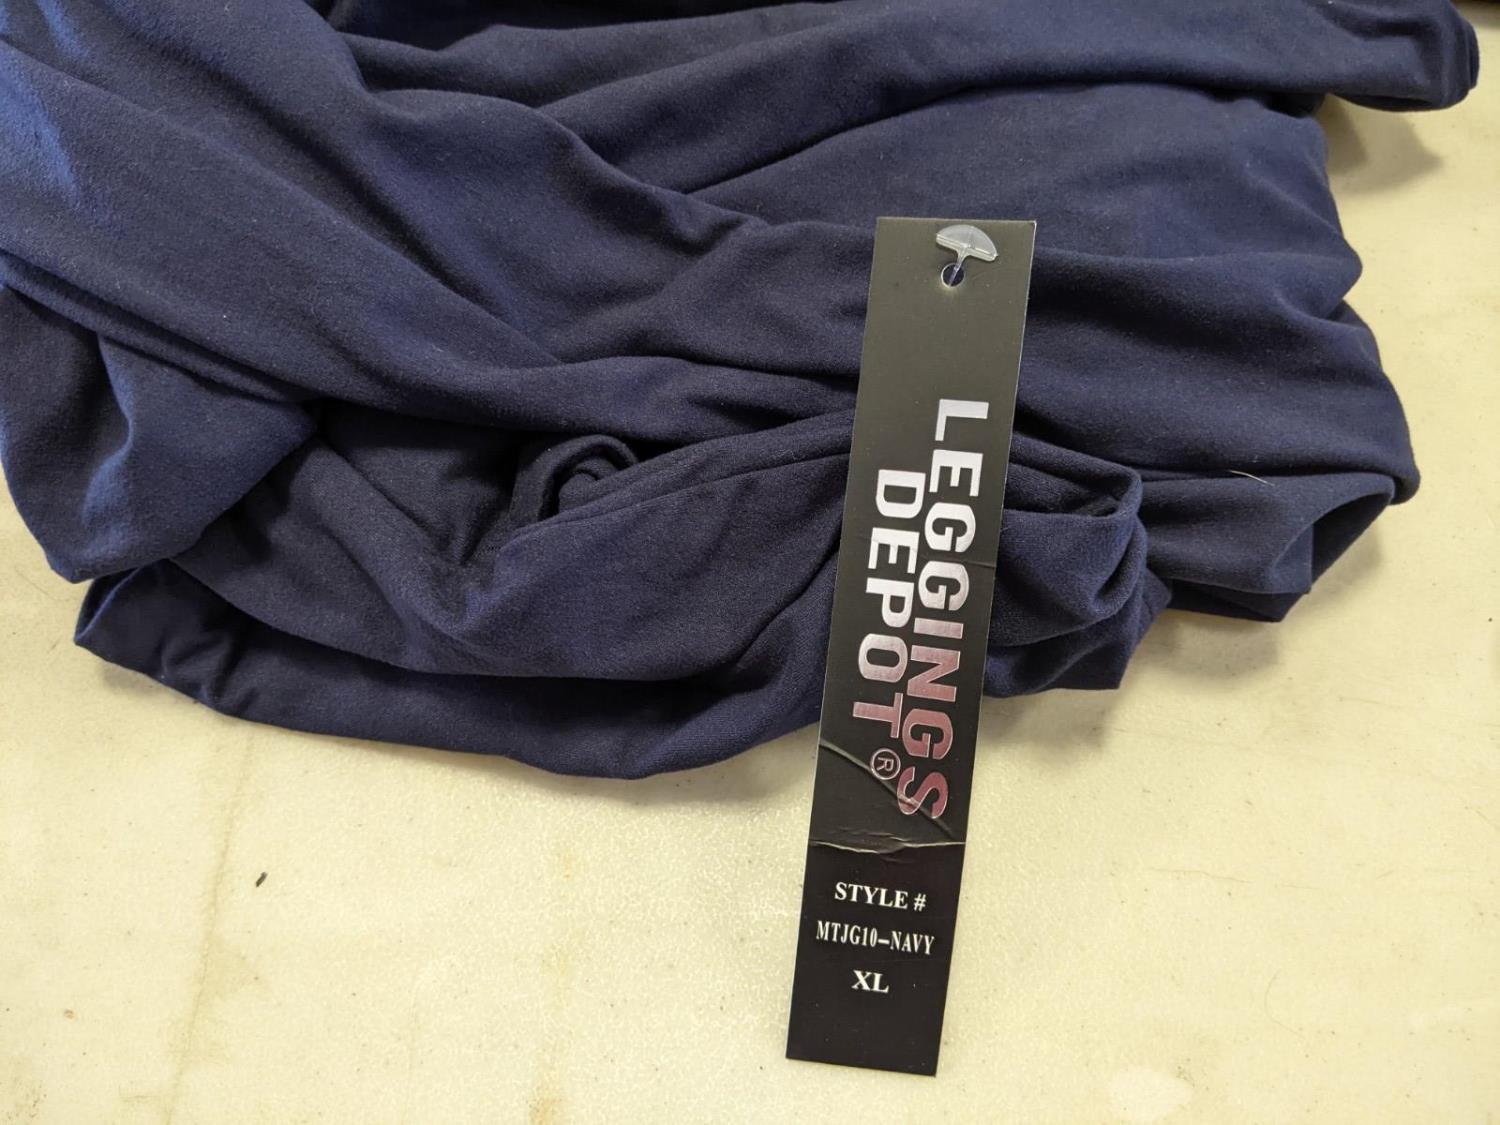 LEGGINGS
DEPOT®
STYLE #
MTJG10-NAVY
XL